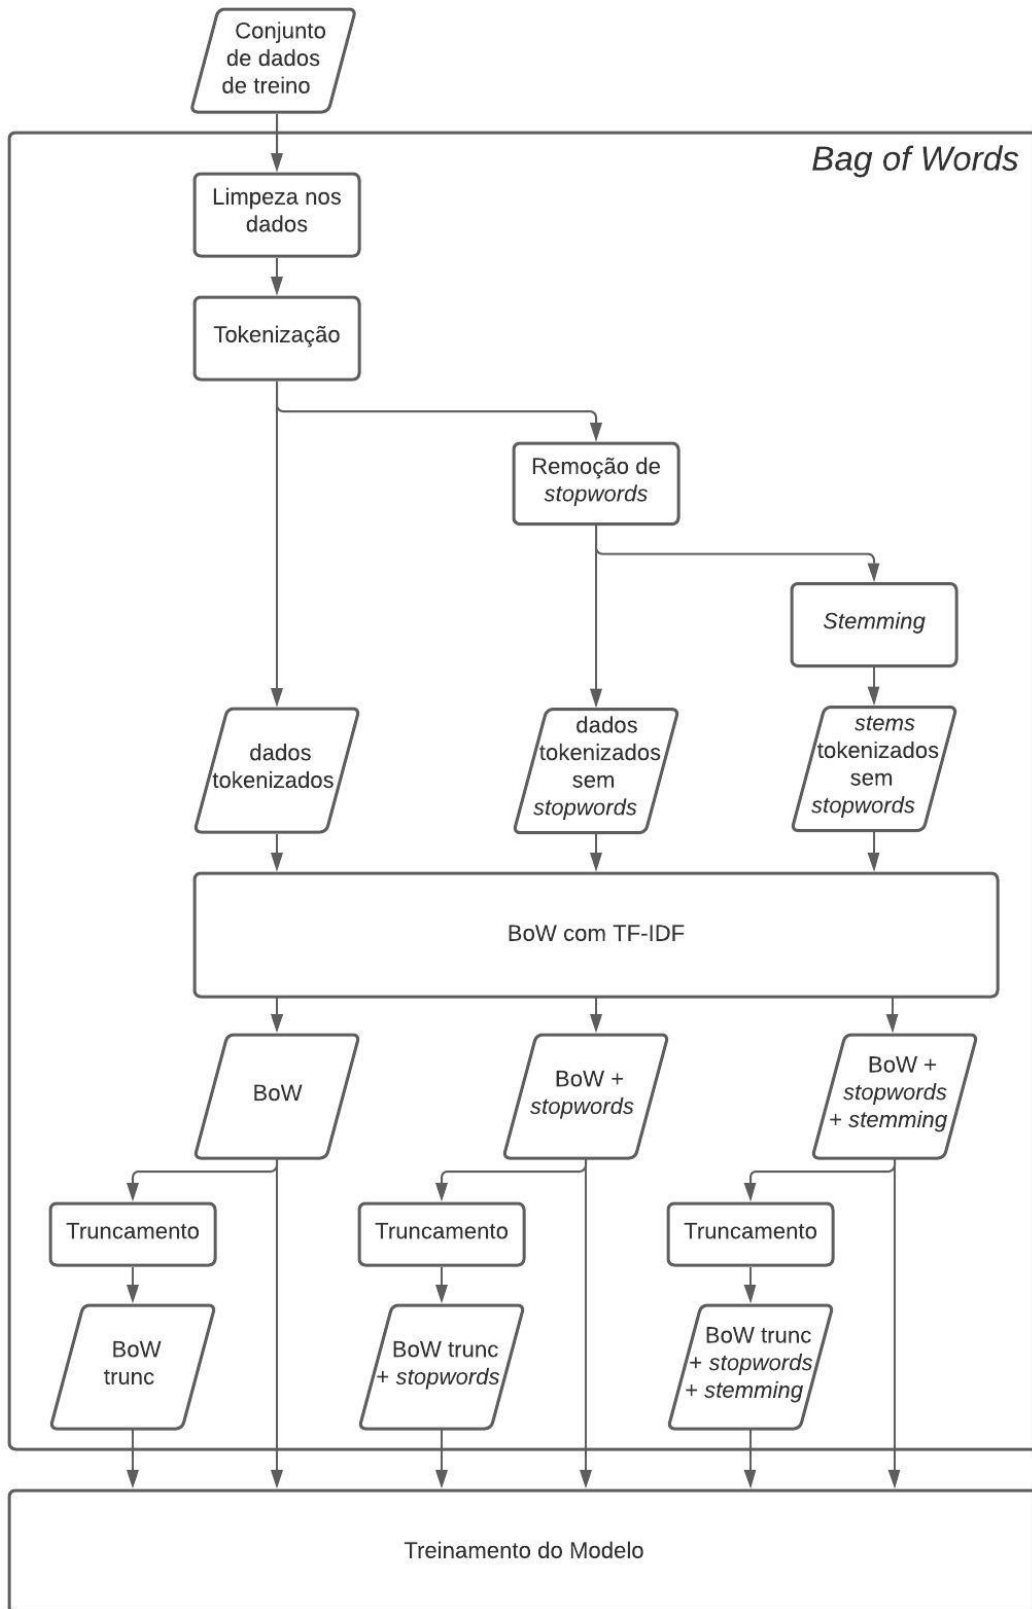 Conjunto
de dados
de treino
Bag of Words
Limpeza nos
dados
Tokenização
Remoção de
stopwords
Stemming
dados
tokenizados
dados
tokenizados
sem
stopwords
stems
tokenizados
sem
stopwords
BoW com TF-IDF
BoW
BoW +
stopwords
BoW +
stopwords
+ stemming
Truncamento
Truncamento
Truncamento
BoW
trunc
BoW trunc
+ stopwords
BoW trunc
+ stopwords
+ stemming
Treinamento do Modelo